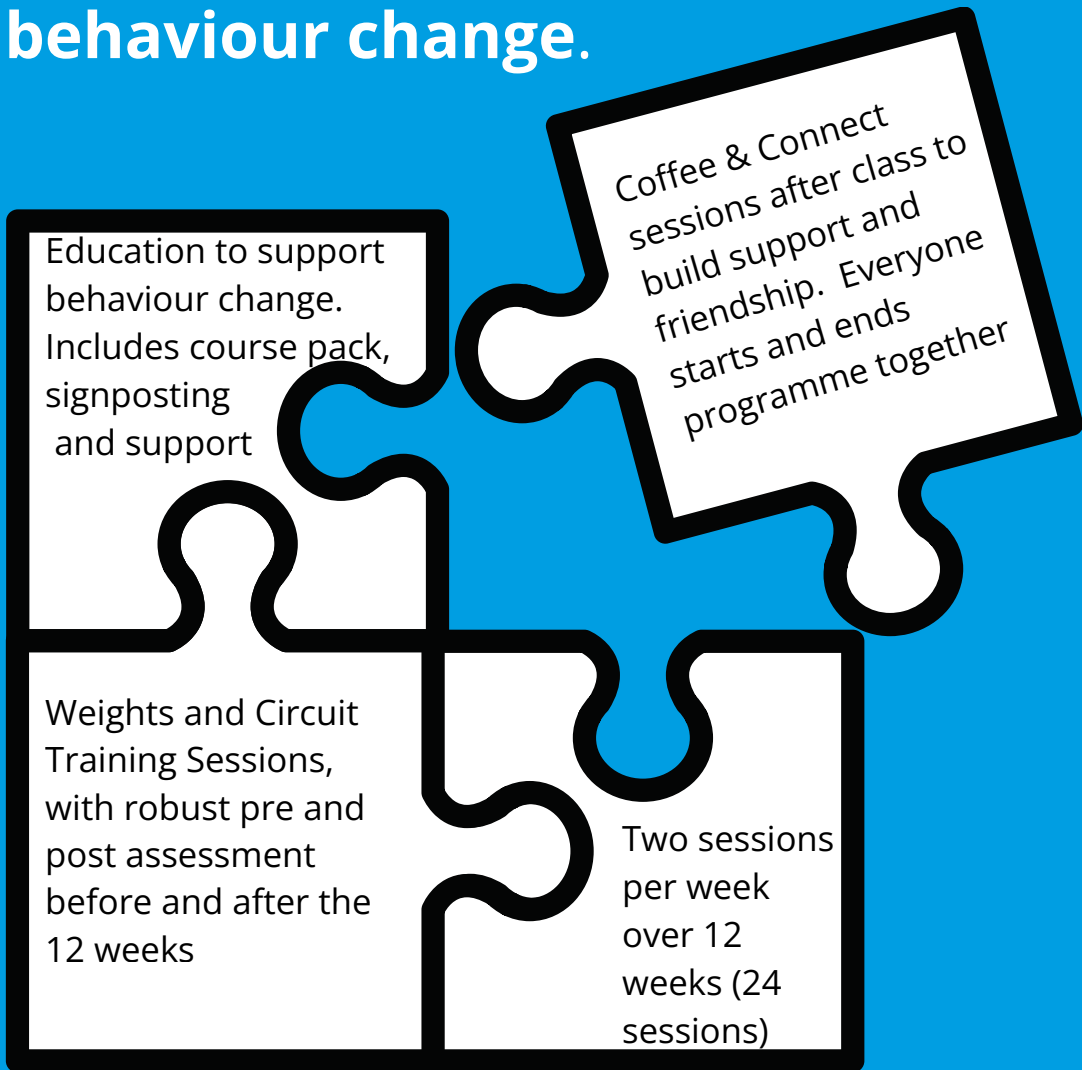 behaviour change.
Coffee & Connect
sessions after class to
build support and
friendship.  Everyone
starts and ends
programme together
Education to support
behaviour change.
Includes course pack,
signposting
and support
Weights and Circuit
Training Sessions,
with robust pre and
post assessment
before and after the
12 weeks
Two sessions
per week
over 12
weeks (24
sessions)